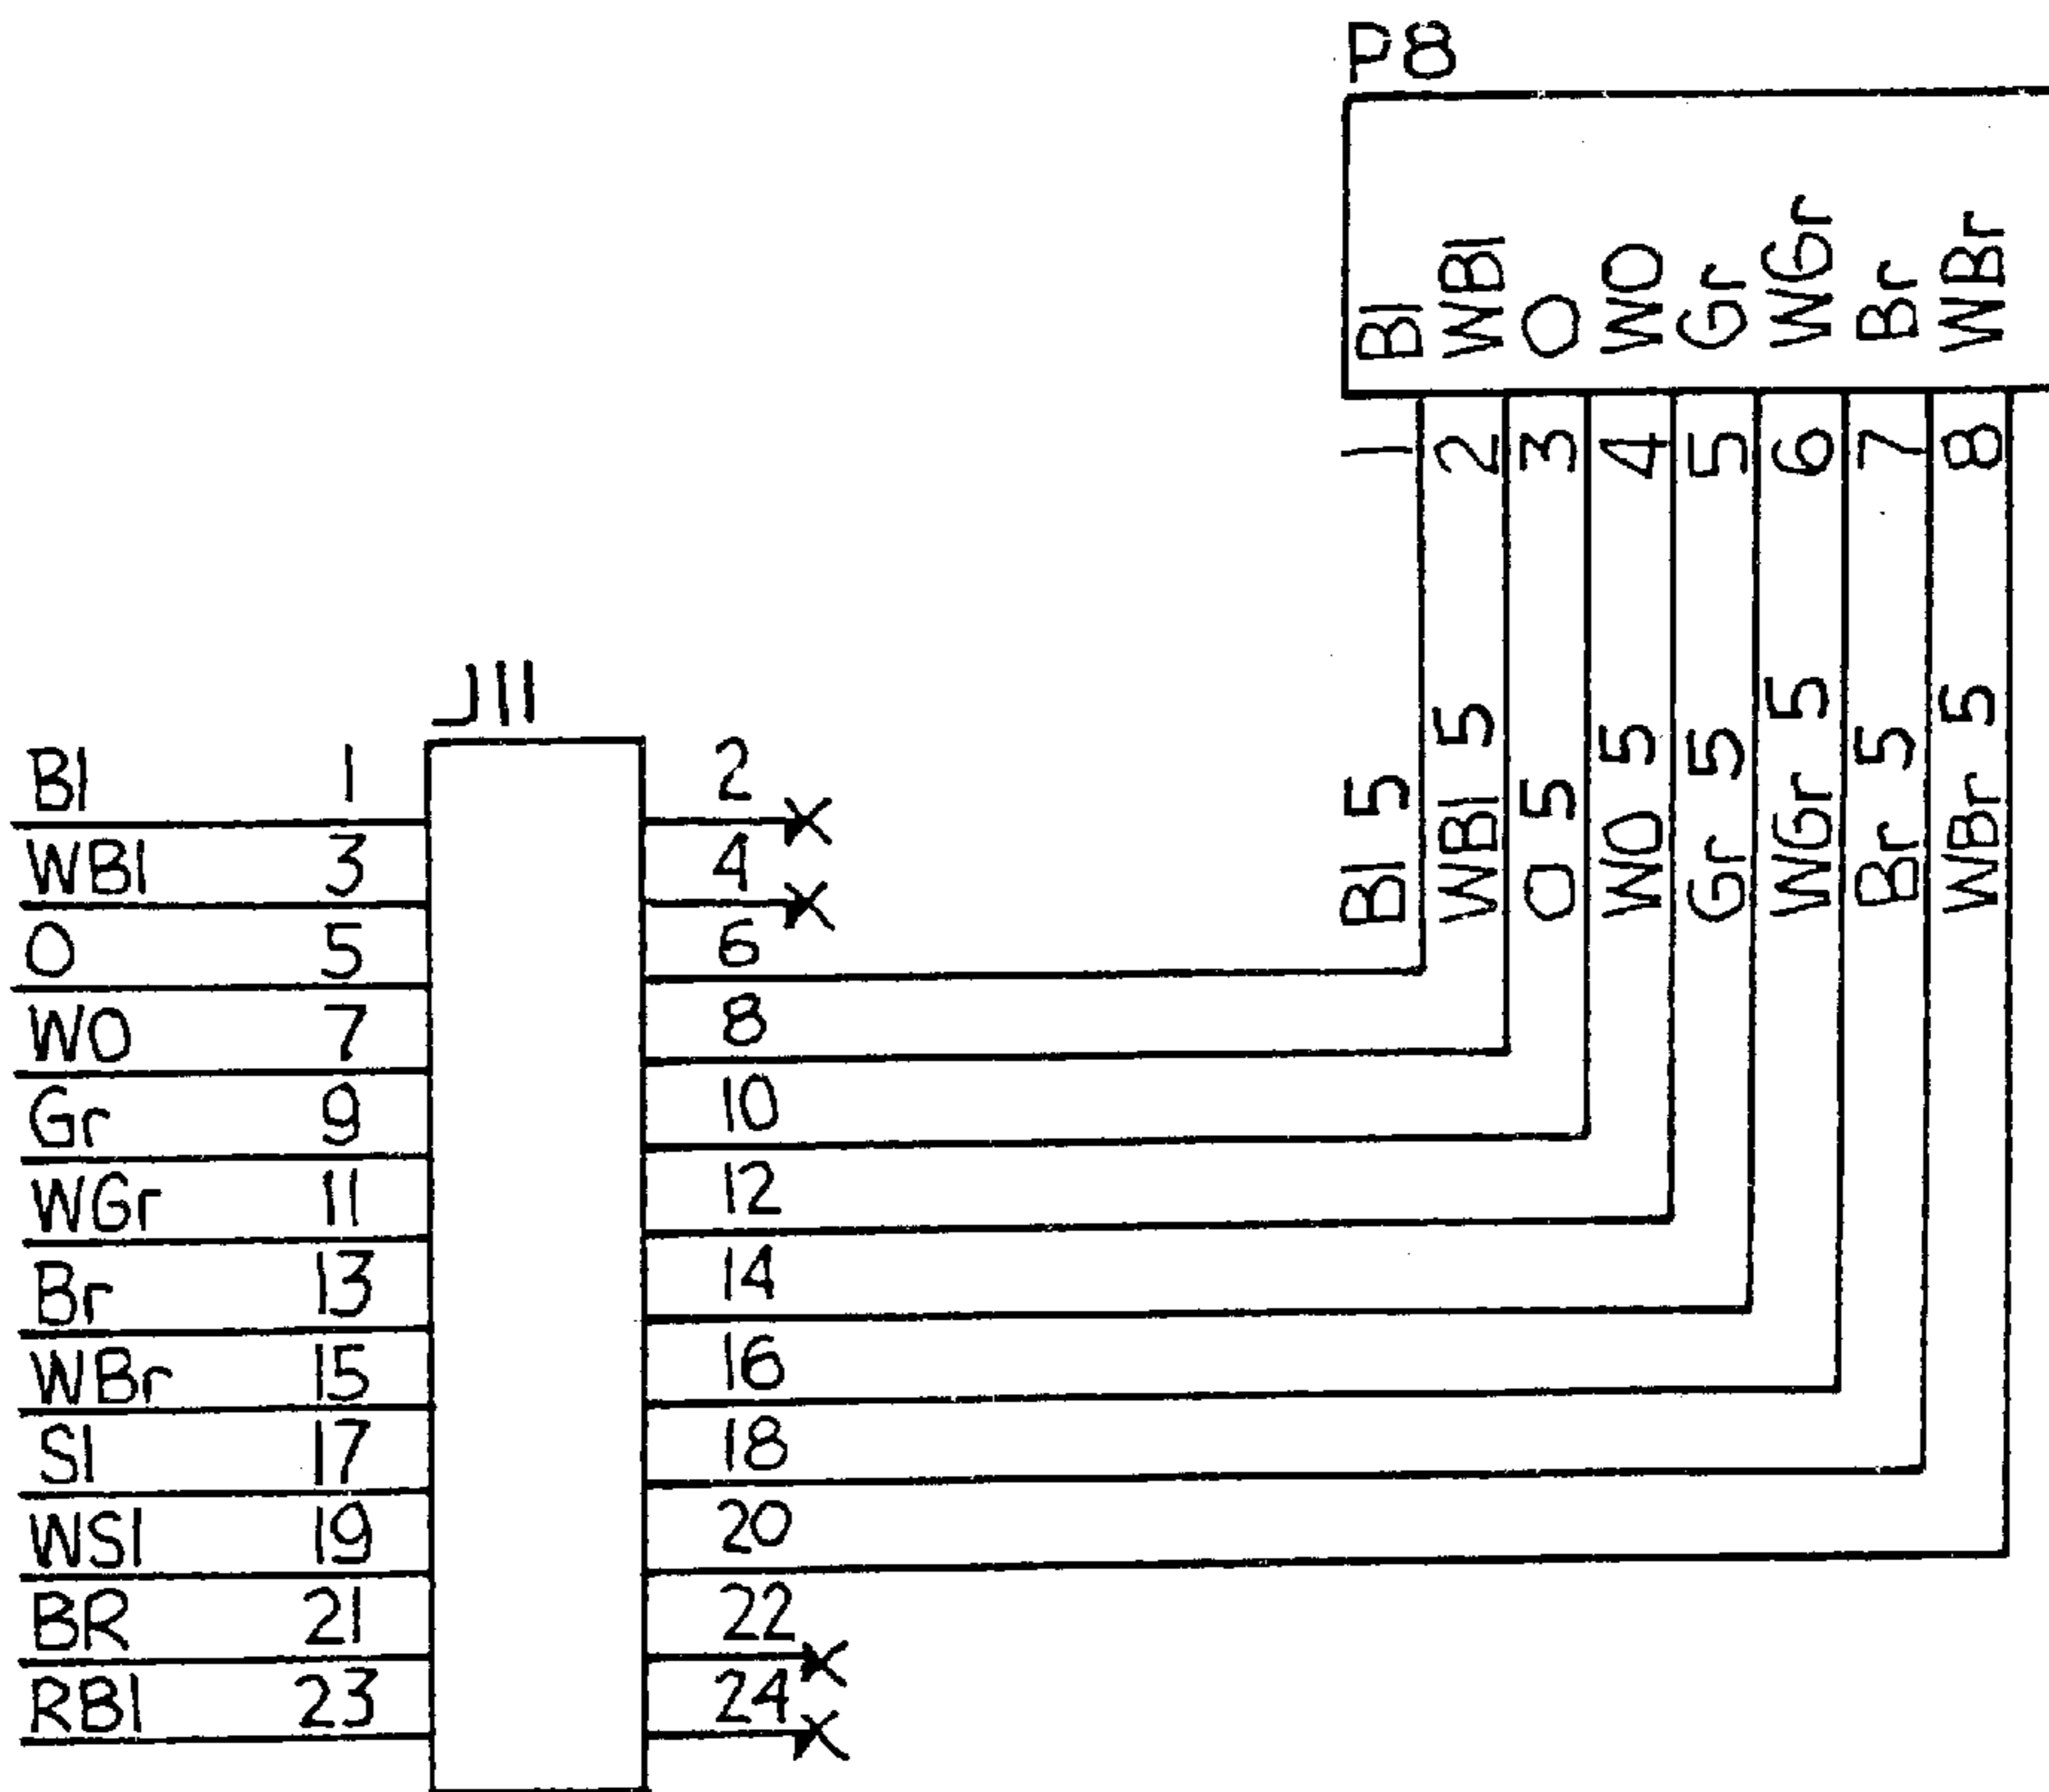 P8
Bl WBl O WO Gr WGr Br WBr
1 2 3 4 5 6 7 8
Bl 5 WBl 5 O 5 WO 5 Gr 5 WGr 5 Br 5 WBr 5
J11
Bl 1 2
WBl 3 4
O 5 6
WO 7 8
Gr 9 10
WGr 11 12
Br 13 14
WBr 15 16
Sl 17 18
WSl 19 20
BR 21 22
RBl 23 24